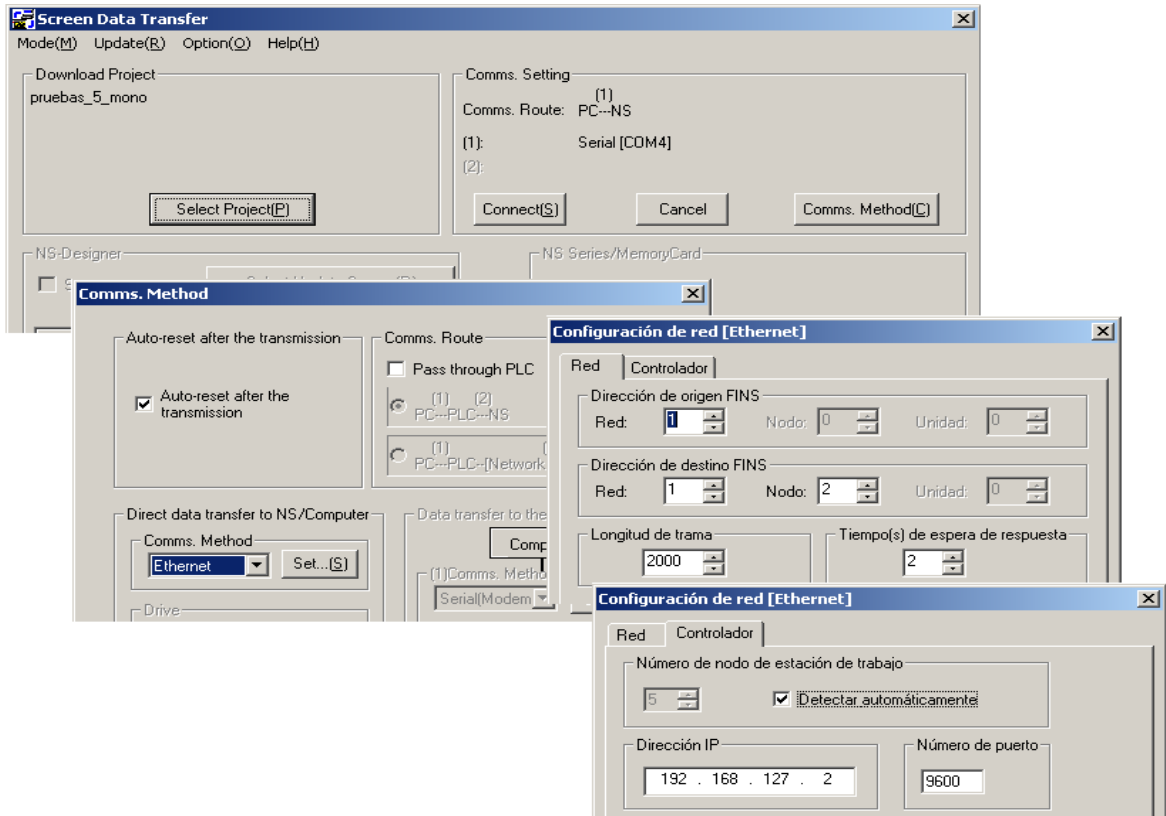 Screen Data Transfer
Mode(M) Update(R) Option(O) Help(H)
Download Project
pruebas_5_mono
Select Project(P)
Comms. Setting
(1)
Comms. Route: PC---NS
(1): Serial [COM4]
(2):
Connect(S) Cancel Comms. Method(C)
NS-Designer
NS Series/MemoryCard
Comms. Method
Auto-reset after the transmission
Auto-reset after the
transmission
Comms. Route
Pass through PLC
(1) (2)
PC---PLC---NS
(1)
PC---PLC--[Network
Direct data transfer to NS/Computer
Comms. Method
Ethernet Set...(S)
Drive
Data transfer to the
Comp
(1)Comms. Metho
Serial(Modem
Configuración de red [Ethernet]
Red Controlador
Dirección de origen FINS
Red: 1 Nodo: 0 Unidad: 0
Dirección de destino FINS
Red: 1 Nodo: 2 Unidad: 0
Longitud de trama
2000
Tiempo(s) de espera de respuesta
2
Configuración de red [Ethernet]
Red Controlador
Número de nodo de estación de trabajo
5 Detectar automáticamente
Dirección IP
192 . 168 . 127 . 2
Número de puerto
9600